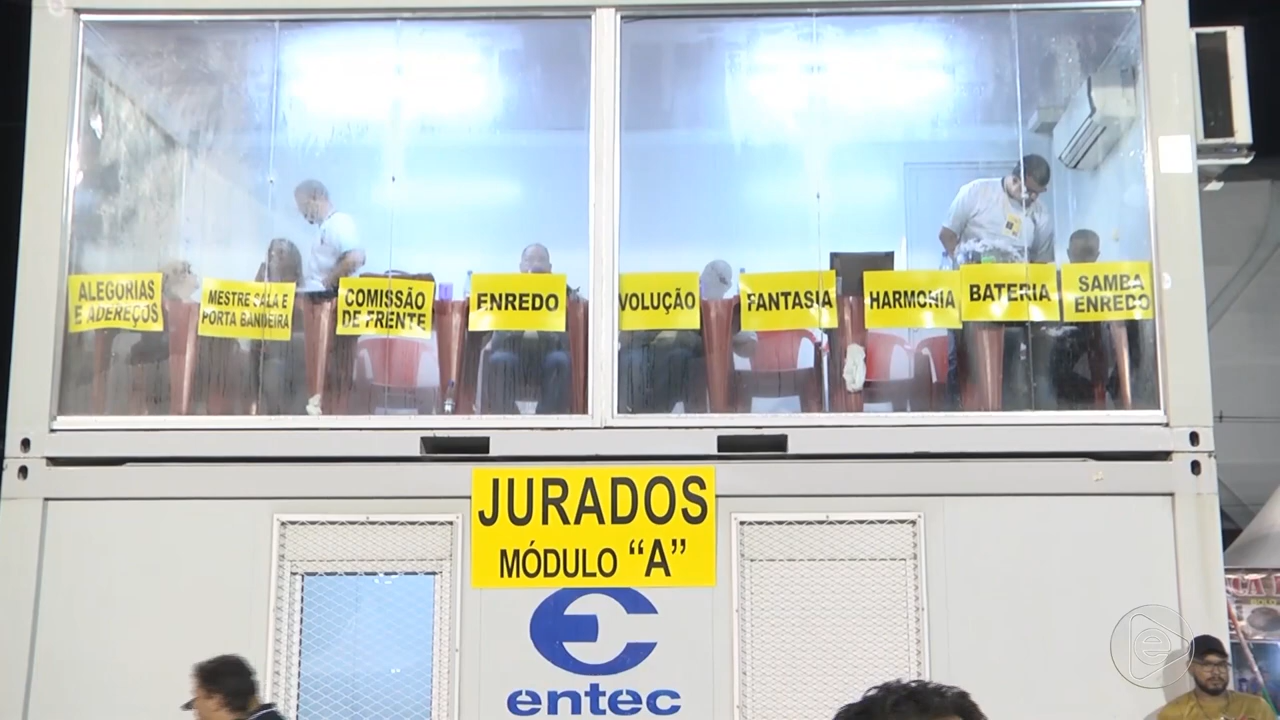 ALEGORIAS
E ADEREÇOS
MESTRE SALA E
PORTA BANDEIRA
COMISSÃO
DE FRENTE
ENREDO
VOLUÇÃO
FANTASIA
HARMONIA
BATERIA
SAMBA
ENREDO
JURADOS
MÓDULO “A”
entec